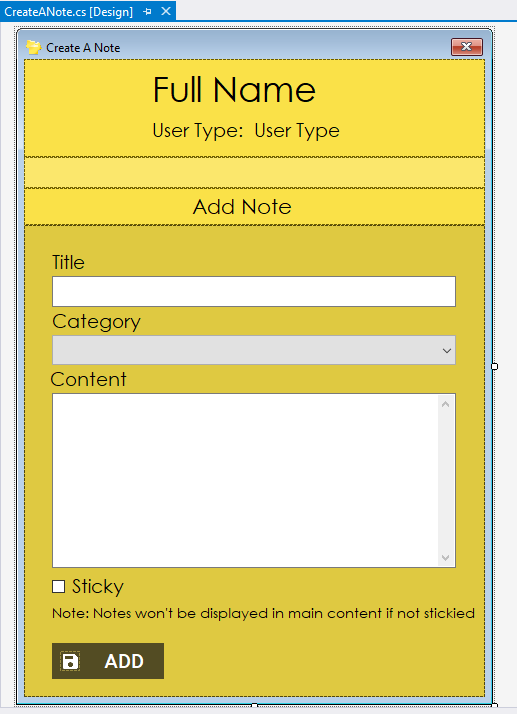 CreateANote.cs [Design]
Create A Note
Full Name
User Type: User Type
Add Note
Title
Category
Content
Sticky
Note: Notes won't be displayed in main content if not stickied
ADD